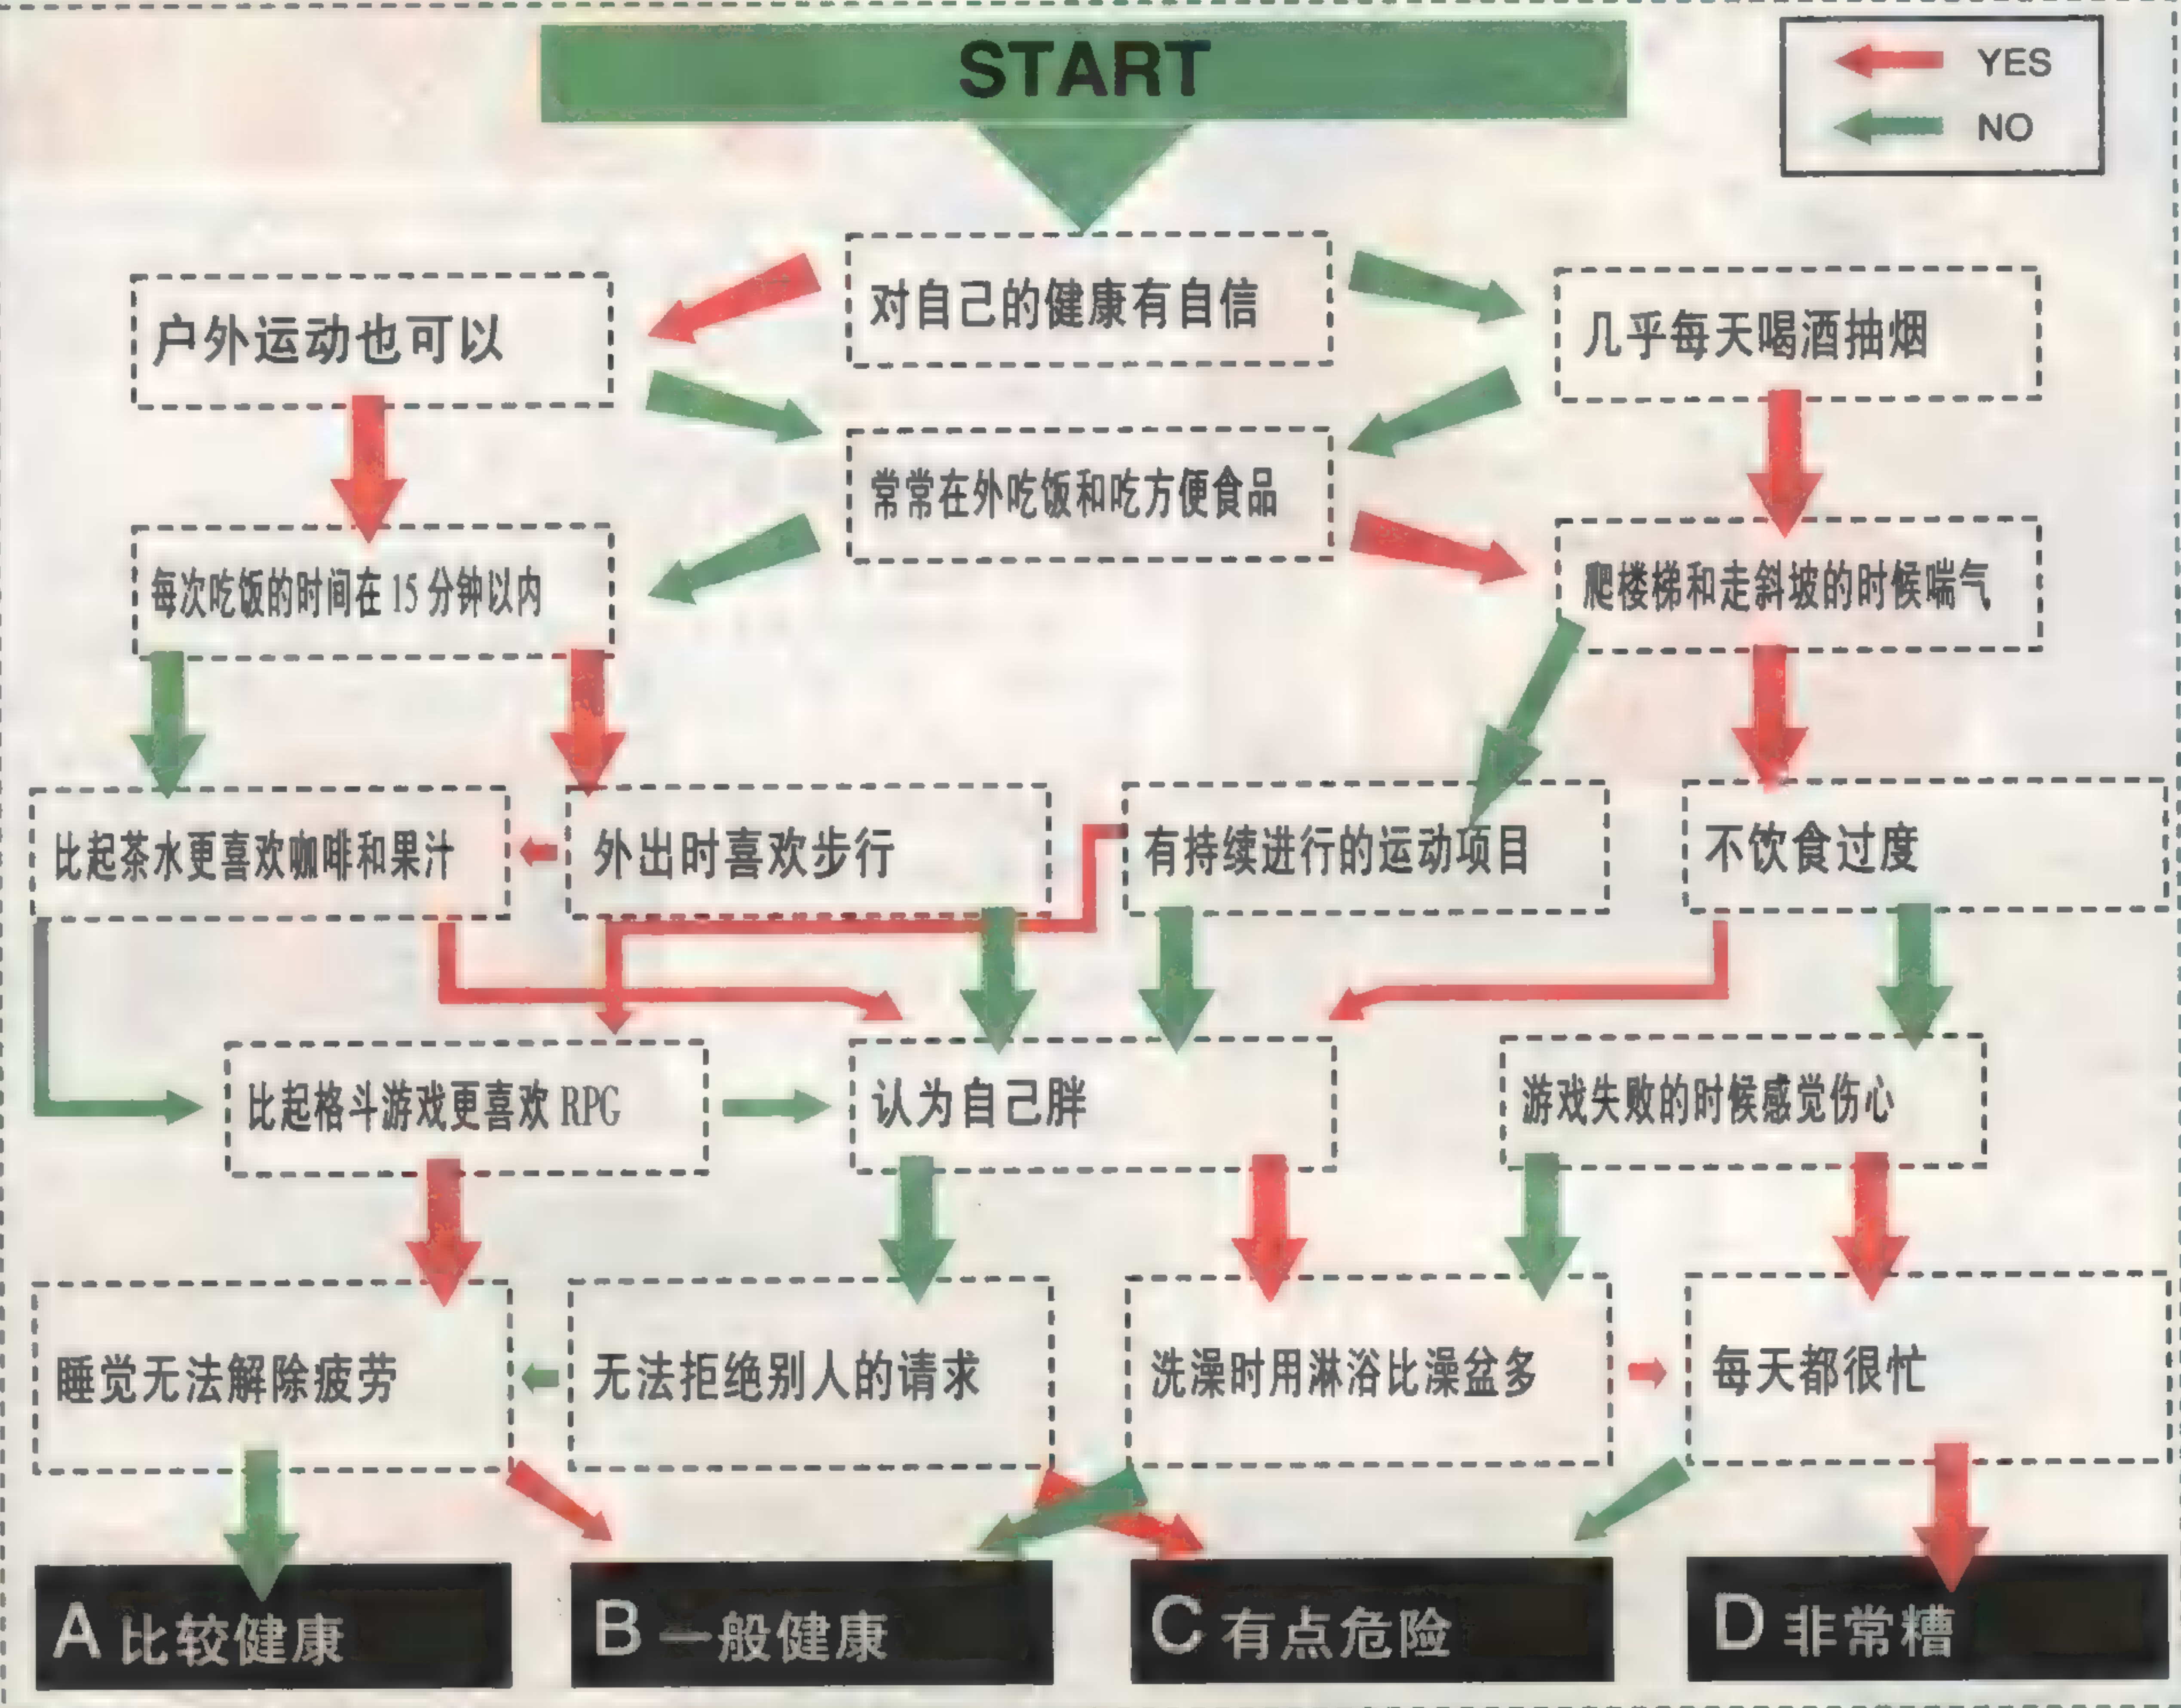 START
YES
NO
对自己的健康有自信
户外运动也可以
几乎每天喝酒抽烟
常常在外吃饭和吃方便食品
每次吃饭的时间在15分钟以内
爬楼梯和走斜坡的时候喘气
比起茶水更喜欢咖啡和果汁
外出时喜欢步行
有持续进行的运动项目
不饮食过度
比起格斗游戏更喜欢RPG
认为自己胖
游戏失败的时候感觉伤心
睡觉无法解除疲劳
无法拒绝别人的请求
洗澡时用淋浴比澡盆多
每天都很忙
A 比较健康
B 一般健康
C 有点危险
D 非常糟